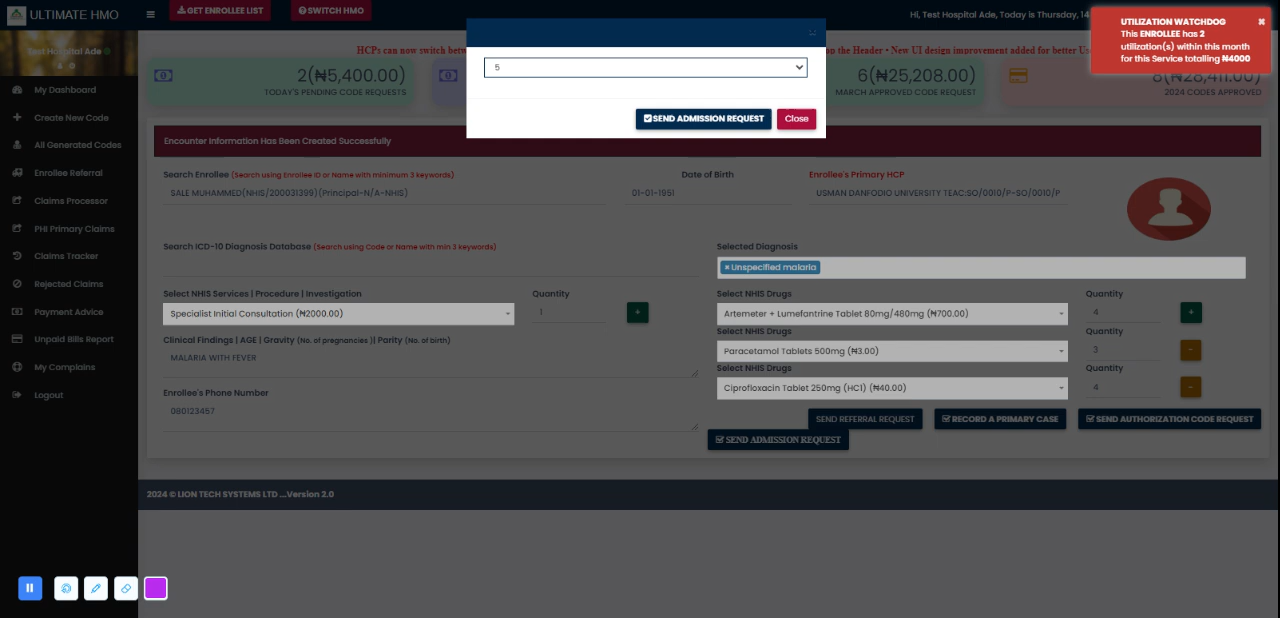 ULTIMATE HMO
GET ENROLLEE LIST
SWITCH HMO
Hi, Test Hospital Ade, Today is Thursday, 14
UTILIZATION WATCHDOG
This ENROLLEE has 2
utilization(s) within this month
for this Service totalling ₦4000
Test Hospital Ade
HCPs can now switch betw
op the Header • New UI design improvement added for better Us
2(₦5,400.00)
TODAY'S PENDING CODE REQUESTS
6(₦25,208.00)
MARCH APPROVED CODE REQUEST
8(₦28,411.00)
2024 CODES APPROVED
5
SEND ADMISSION REQUEST
Close
My Dashboard
Create New Code
All Generated Codes
Enrollee Referral
Claims Processor
PHI Primary Claims
Claims Tracker
Rejected Claims
Payment Advice
Unpaid Bills Report
My Complains
Logout
Encounter Information Has Been Created Successfully
Search Enrollee (Search using Enrollee ID or Name with minimum 3 keywords)
Date of Birth
Enrollee's Primary HCP
SALE MUHAMMED(NHIS/200031399)(Principal-N/A-NHIS)
01-01-1951
USMAN DANFODIO UNIVERSITY TEAC:SO/0010/P-SO/0010/P
Search ICD-10 Diagnosis Database (Search using Code or Name with min 3 keywords)
Selected Diagnosis
× Unspecified malaria
Select NHIS Services | Procedure | Investigation
Quantity
Specialist Initial Consultation (₦2000.00)
1
+
Select NHIS Drugs
Quantity
Artemeter + Lumefantrine Tablet 80mg/480mg (₦700.00)
4
+
Select NHIS Drugs
Quantity
Paracetamol Tablets 500mg (₦3.00)
3
-
Select NHIS Drugs
Quantity
Ciprofloxacin Tablet 250mg (HC1) (₦40.00)
4
-
Clinical Findings | AGE | Gravity (No. of pregnancies )| Parity (No. of birth)
MALARIA WITH FEVER
Enrollee's Phone Number
080123457
SEND REFERRAL REQUEST
RECORD A PRIMARY CASE
SEND AUTHORIZATION CODE REQUEST
SEND ADMISSION REQUEST
2024 © LION TECH SYSTEMS LTD ...Version 2.0